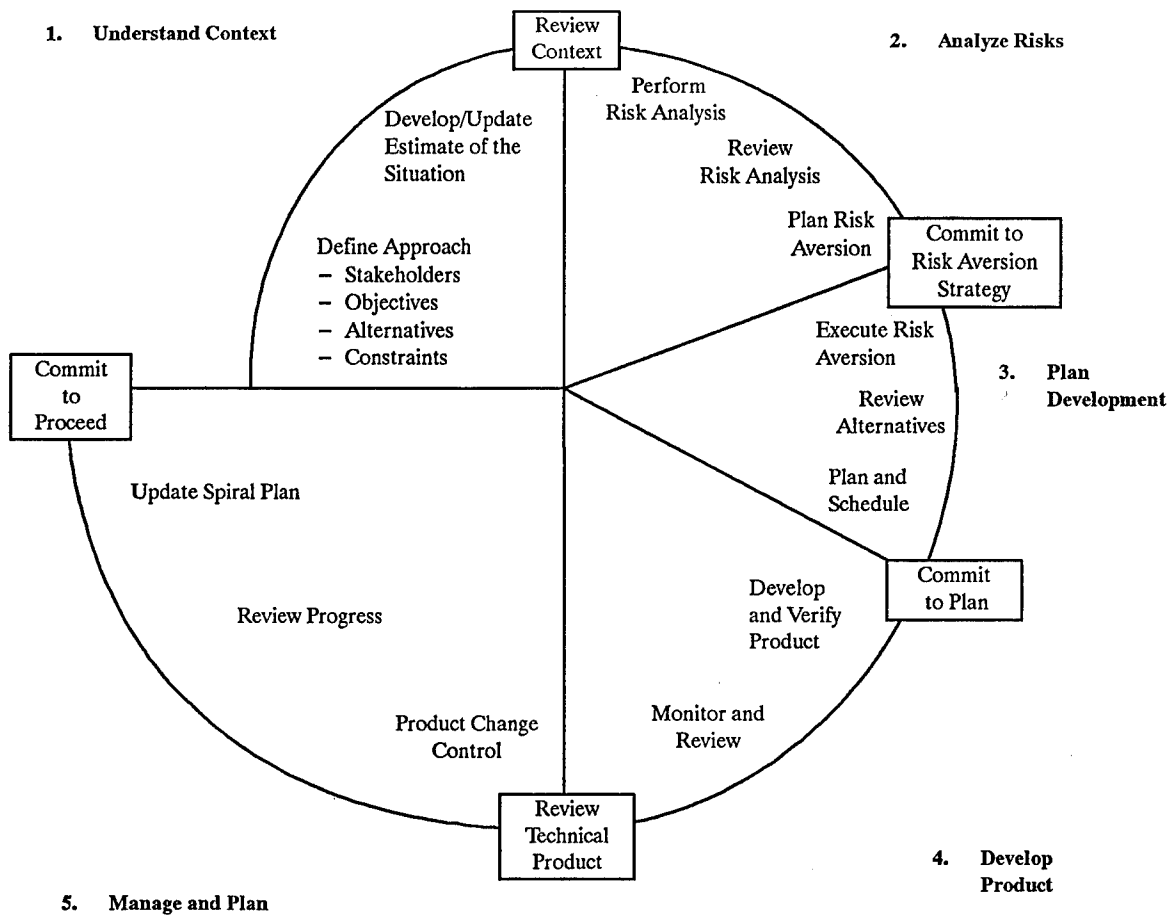 1. Understand Context
Review
Context
2. Analyze Risks
Develop/Update
Estimate of the
Situation
Define Approach
– Stakeholders
– Objectives
– Alternatives
– Constraints
Perform
Risk Analysis
Review
Risk Analysis
Plan Risk
Aversion
Commit to
Risk Aversion
Strategy
Execute Risk
Aversion
Review
Alternatives
Plan and
Schedule
3. Plan
Development
Commit
to Plan
Develop
and Verify
Product
Monitor and
Review
4. Develop
Product
Review
Technical
Product
Product Change
Control
Review Progress
Update Spiral Plan
Commit
to
Proceed
5. Manage and Plan